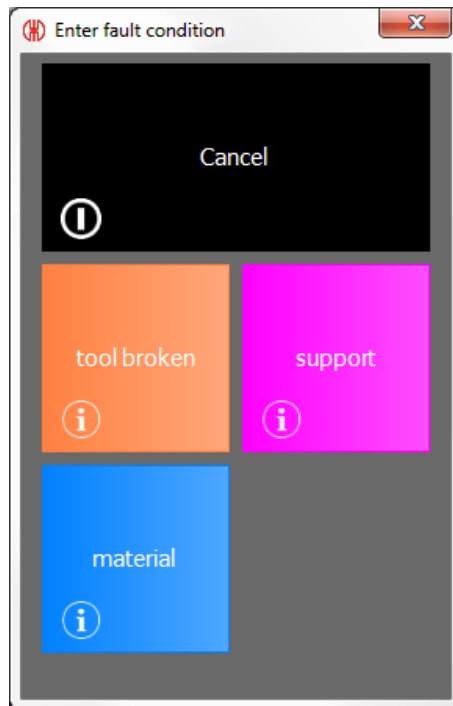 Enter fault condition
Cancel
tool broken
support
material